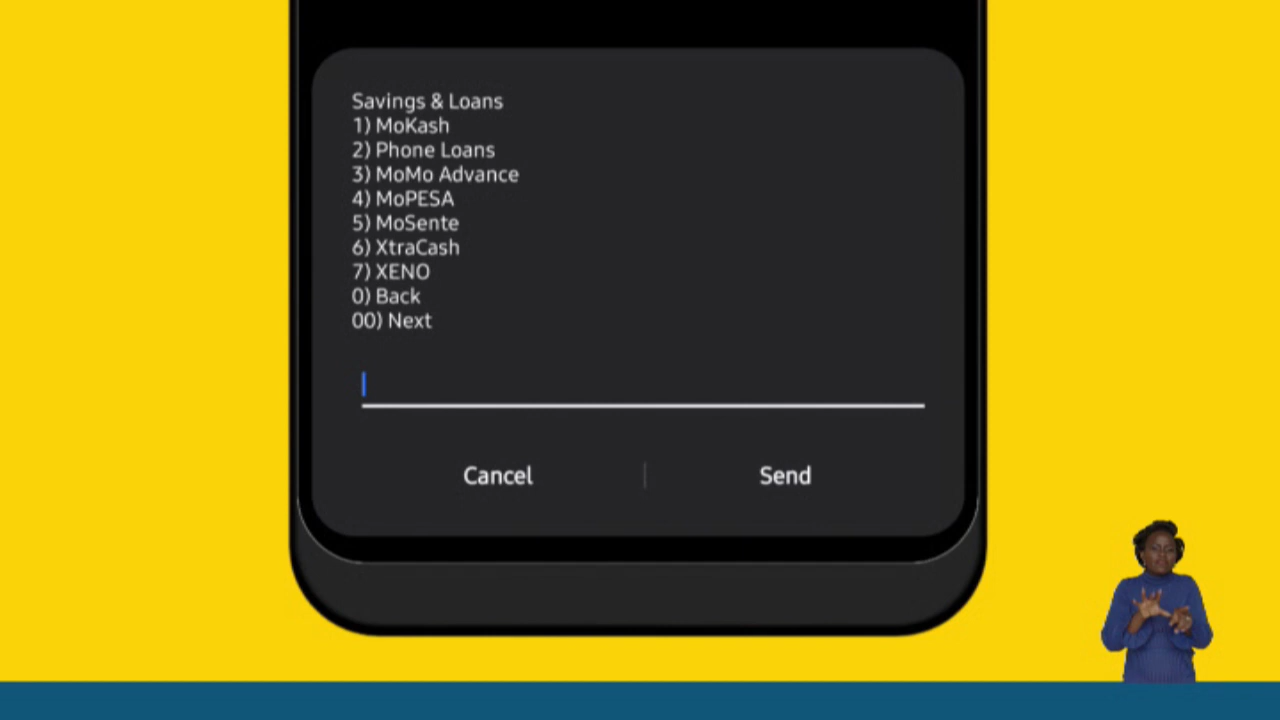 Savings & Loans
1) MoKash
2) Phone Loans
3) MoMo Advance
4) MoPESA
5) MoSente
6) XtraCash
7) XENO
0) Back
00) Next
Cancel
Send